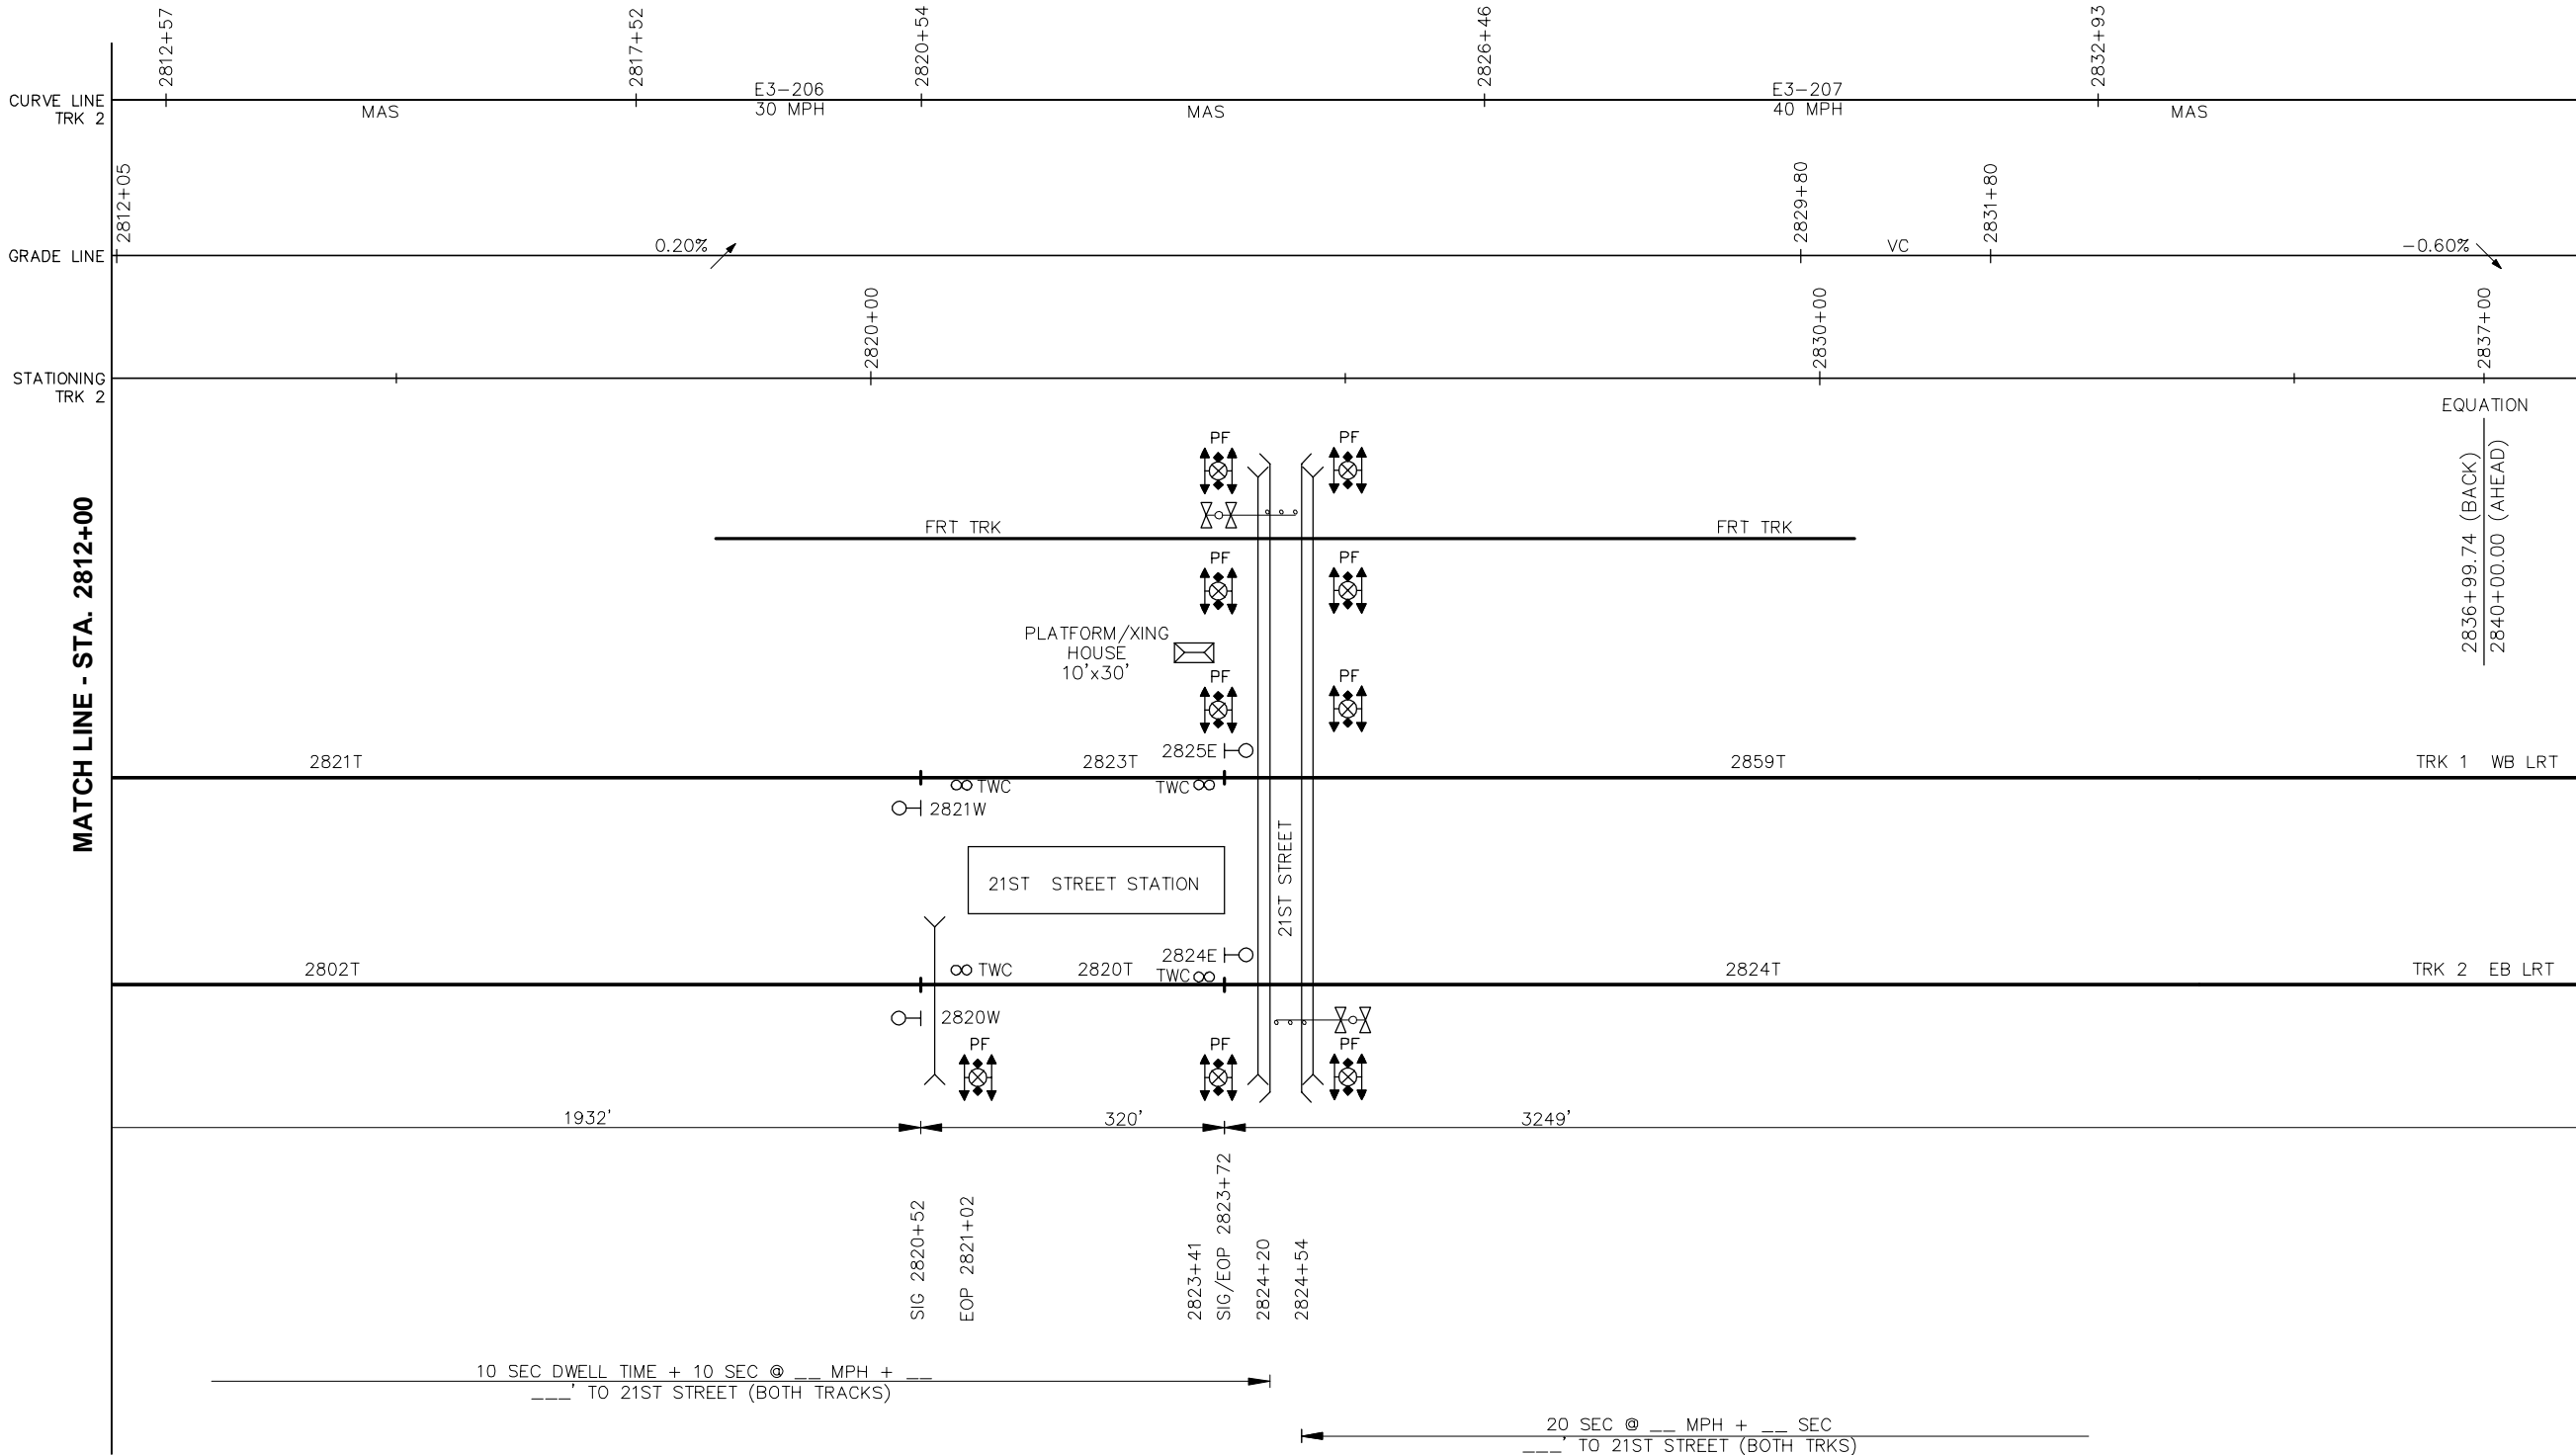 2812+57
2817+52
2820+54
2826+46
2832+93
CURVE LINE
TRK 2
MAS
E3-206
30 MPH
MAS
E3-207
40 MPH
MAS
2812+05
2829+80
2831+80
GRADE LINE
0.20%
VC
-0.60%
2820+00
2830+00
2837+00
STATIONING
TRK 2
EQUATION
2836+99.74 (BACK)
2840+00.00 (AHEAD)
MATCH LINE - STA. 2812+00
PF
PF
FRT TRK
FRT TRK
PF
PF
PLATFORM/XING
HOUSE
10'x30'
PF
PF
2821T
2823T
2825E
2859T
TRK 1 WB LRT
TWC
TWC
2821W
21ST STREET STATION
21ST STREET
2802T
TWC
2820T
2824E
TWC
2824T
TRK 2 EB LRT
2820W
PF
PF
PF
1932'
320'
3249'
SIG 2820+52
EOP 2821+02
2823+41
SIG/EOP 2823+72
2824+20
2824+54
10 SEC DWELL TIME + 10 SEC @ __ MPH + __
___' TO 21ST STREET (BOTH TRACKS)
20 SEC @ __ MPH + __ SEC
___' TO 21ST STREET (BOTH TRKS)